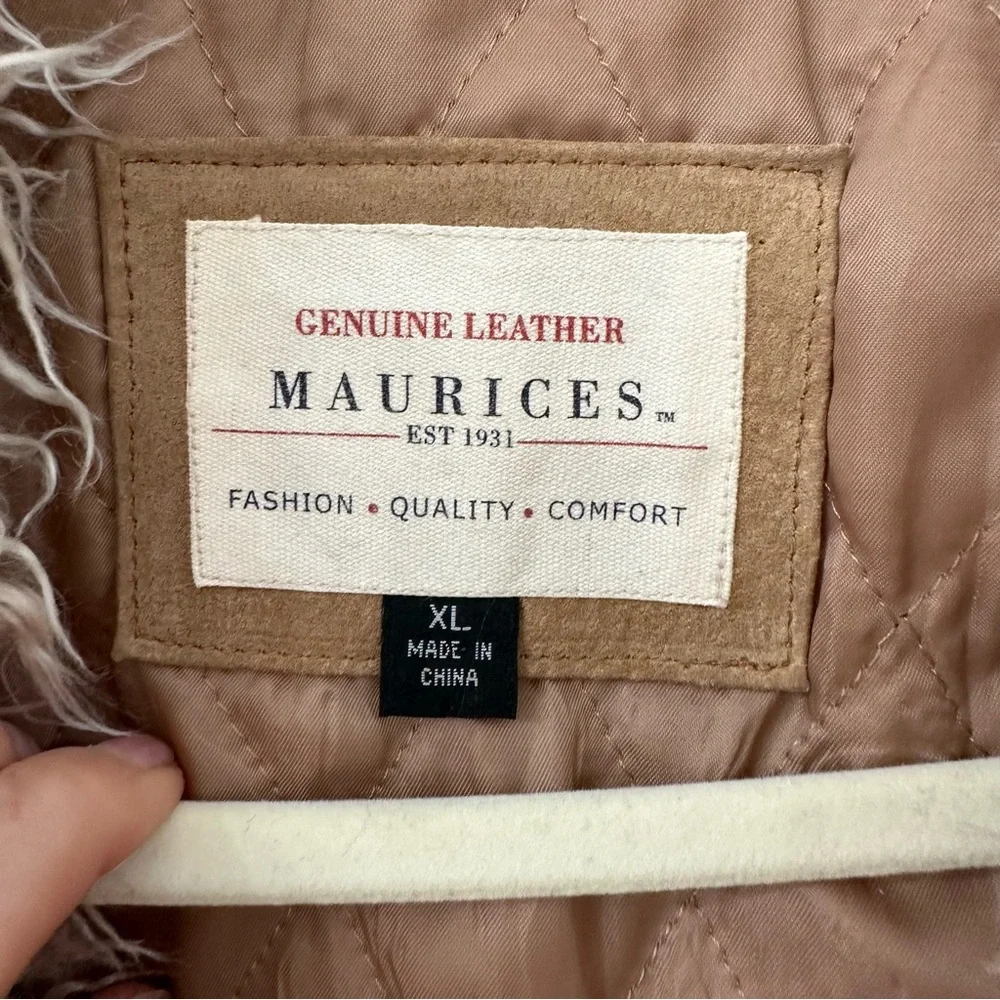 GENUINE LEATHER
MAURICES™
EST 1931
FASHION • QUALITY • COMFORT
XL
MADE IN
CHINA